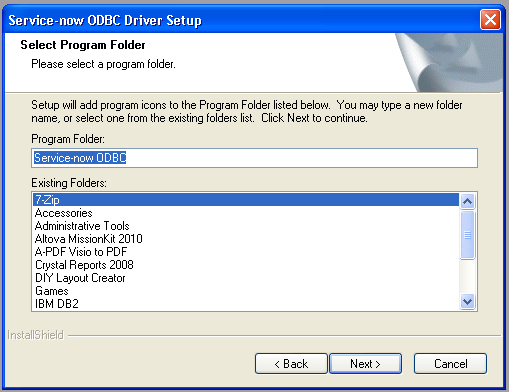 Service-now ODBC Driver Setup
Select Program Folder
Please select a program folder.
Setup will add program icons to the Program Folder listed below. You may type a new folder
name, or select one from the existing folders list. Click Next to continue.
Program Folder:
Service-now ODBC
Existing Folders:
7-Zip
Accessories
Administrative Tools
Altova MissionKit 2010
A-PDF Visio to PDF
Crystal Reports 2008
DIY Layout Creator
Games
IBM DB2
InstallShield
< Back
Next >
Cancel